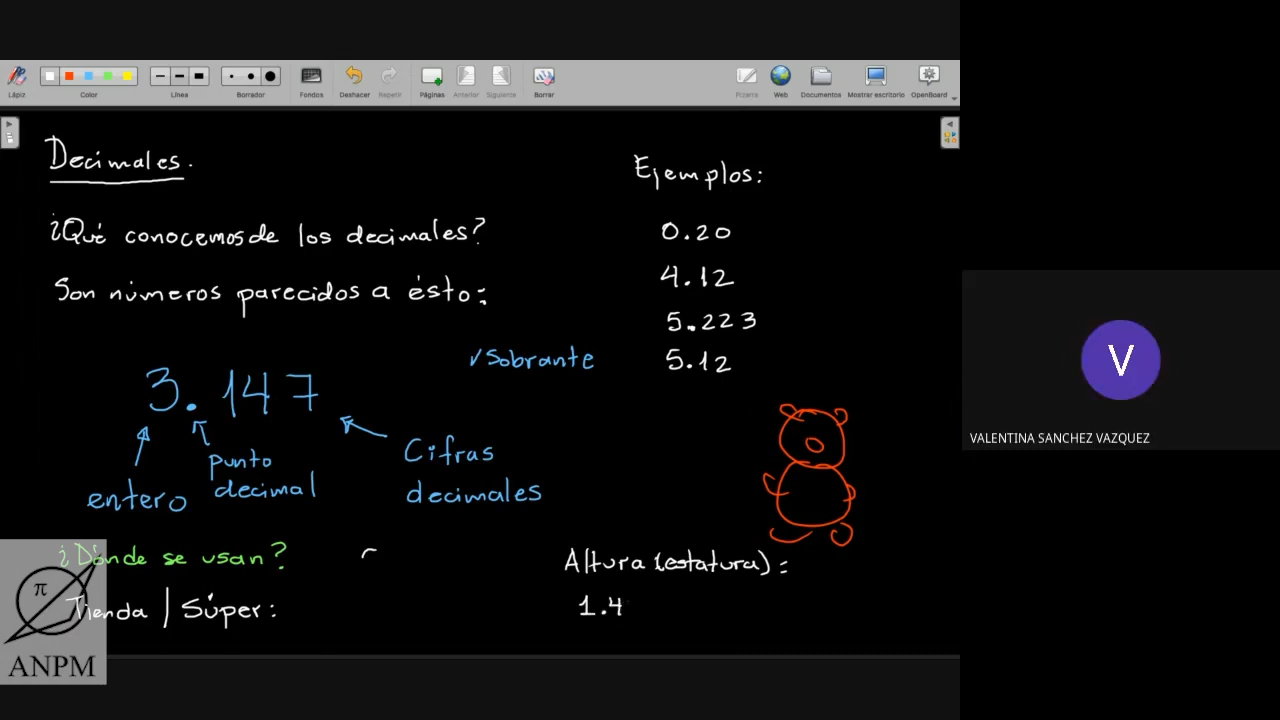 Lápiz Color Línea Borrador Fondos Deshacer Repetir Páginas Anterior Siguiente Borrar Pizarra Web Documentos Mostrar escritorio OpenBoard
Decimales.
¿Qué conocemos de los decimales?
Son números parecidos a ésto:
3.147
entero
punto
decimal
✓Sobrante
Cifras
decimales
¿Dónde se usan?
Tienda | Súper:
Ejemplos:
0.20
4.12
5.223
5.12
Altura (estatura):
1.4
π
ANPM
V
VALENTINA SANCHEZ VAZQUEZ